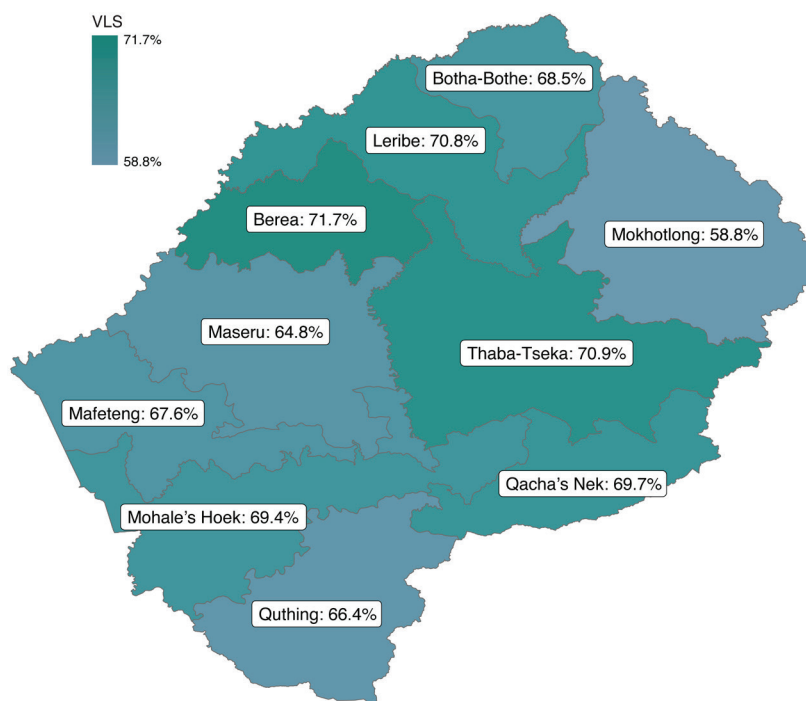 VLS
71.7%
58.8%
Botha-Bothe: 68.5%
Leribe: 70.8%
Berea: 71.7%
Mokhotlong: 58.8%
Maseru: 64.8%
Thaba-Tseka: 70.9%
Mafeteng: 67.6%
Qacha's Nek: 69.7%
Mohale's Hoek: 69.4%
Quthing: 66.4%